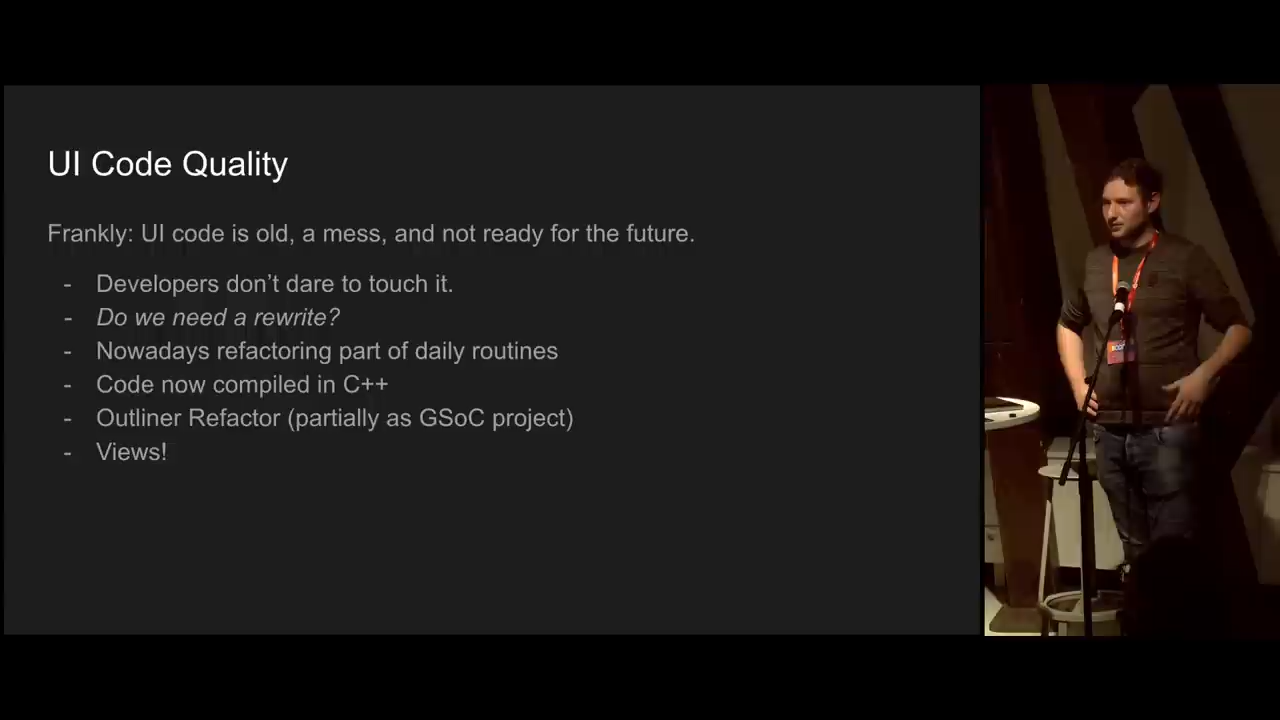 UI Code Quality
Frankly: UI code is old, a mess, and not ready for the future.
- Developers don’t dare to touch it.
- Do we need a rewrite?
- Nowadays refactoring part of daily routines
- Code now compiled in C++
- Outliner Refactor (partially as GSoC project)
- Views!